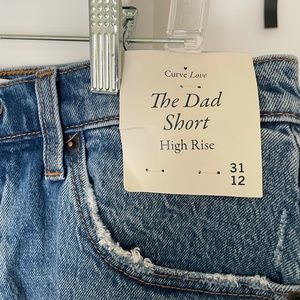 Curve Love
The Dad
Short
High Rise
31
12